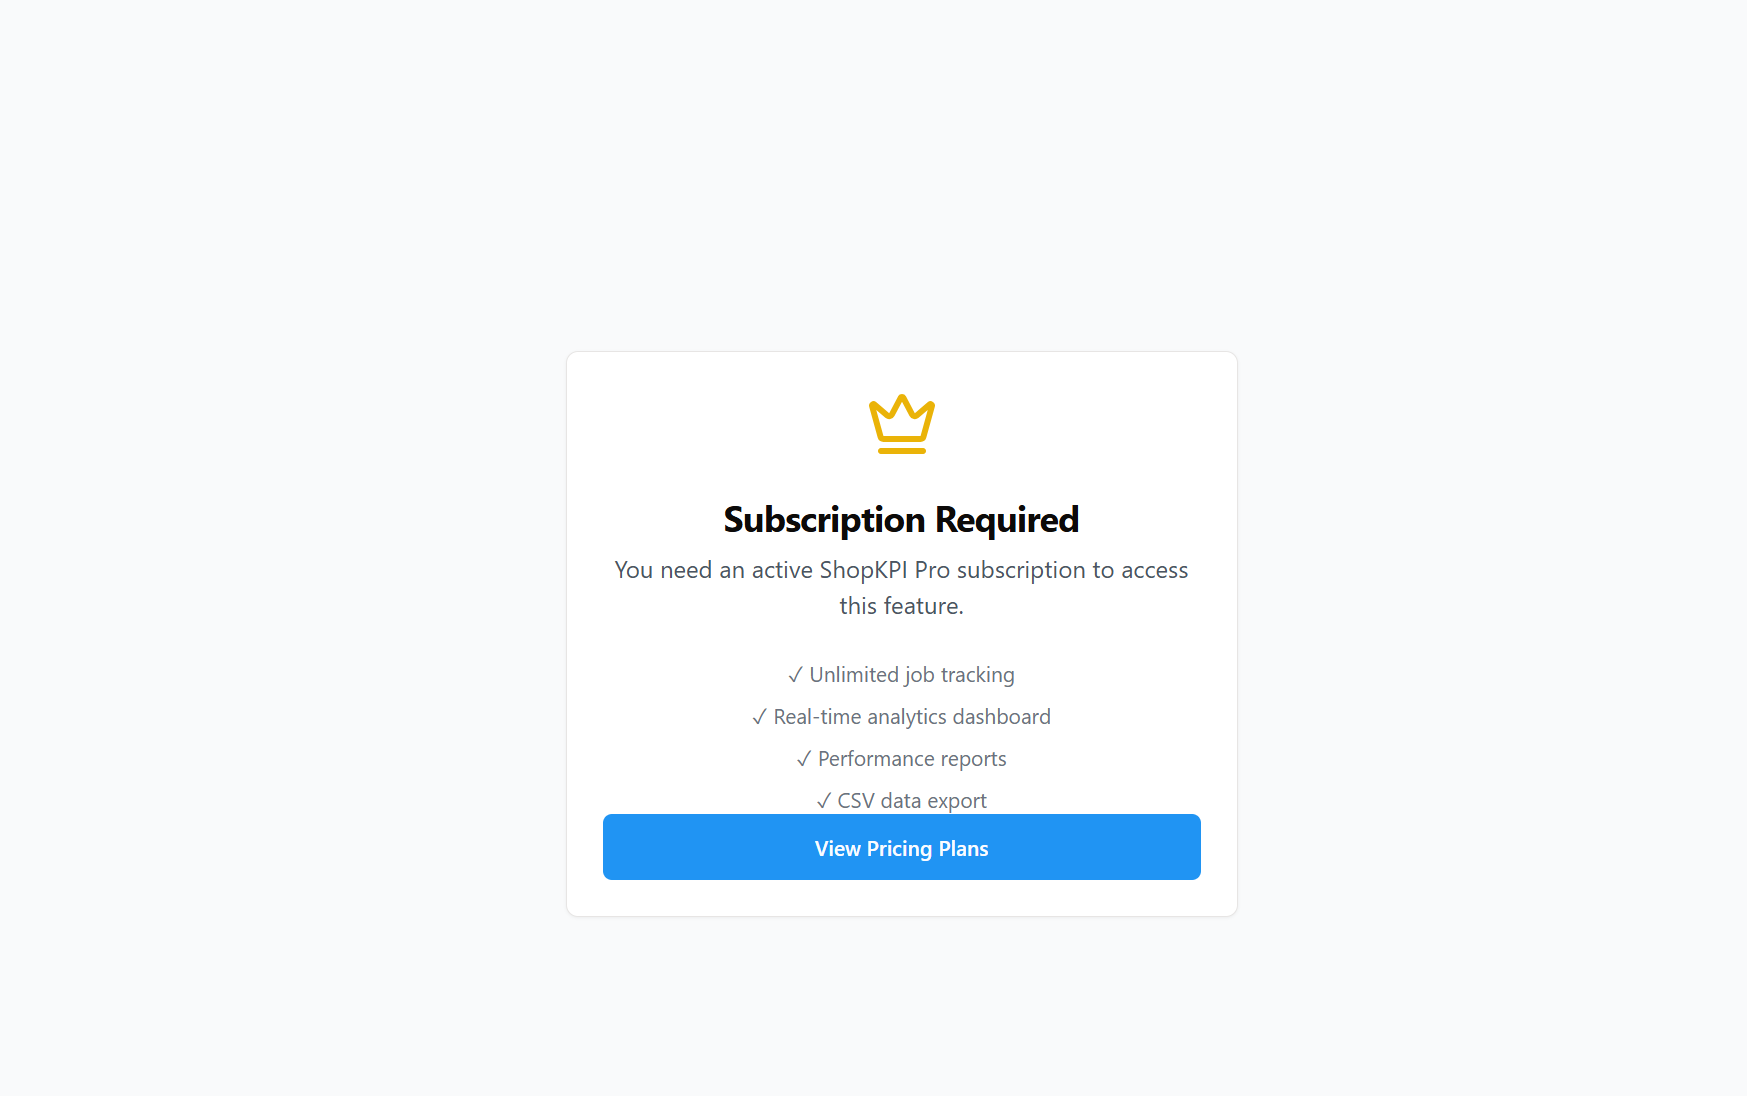 Subscription Required
You need an active ShopKPI Pro subscription to access
this feature.
✓ Unlimited job tracking
✓ Real-time analytics dashboard
✓ Performance reports
✓ CSV data export
View Pricing Plans